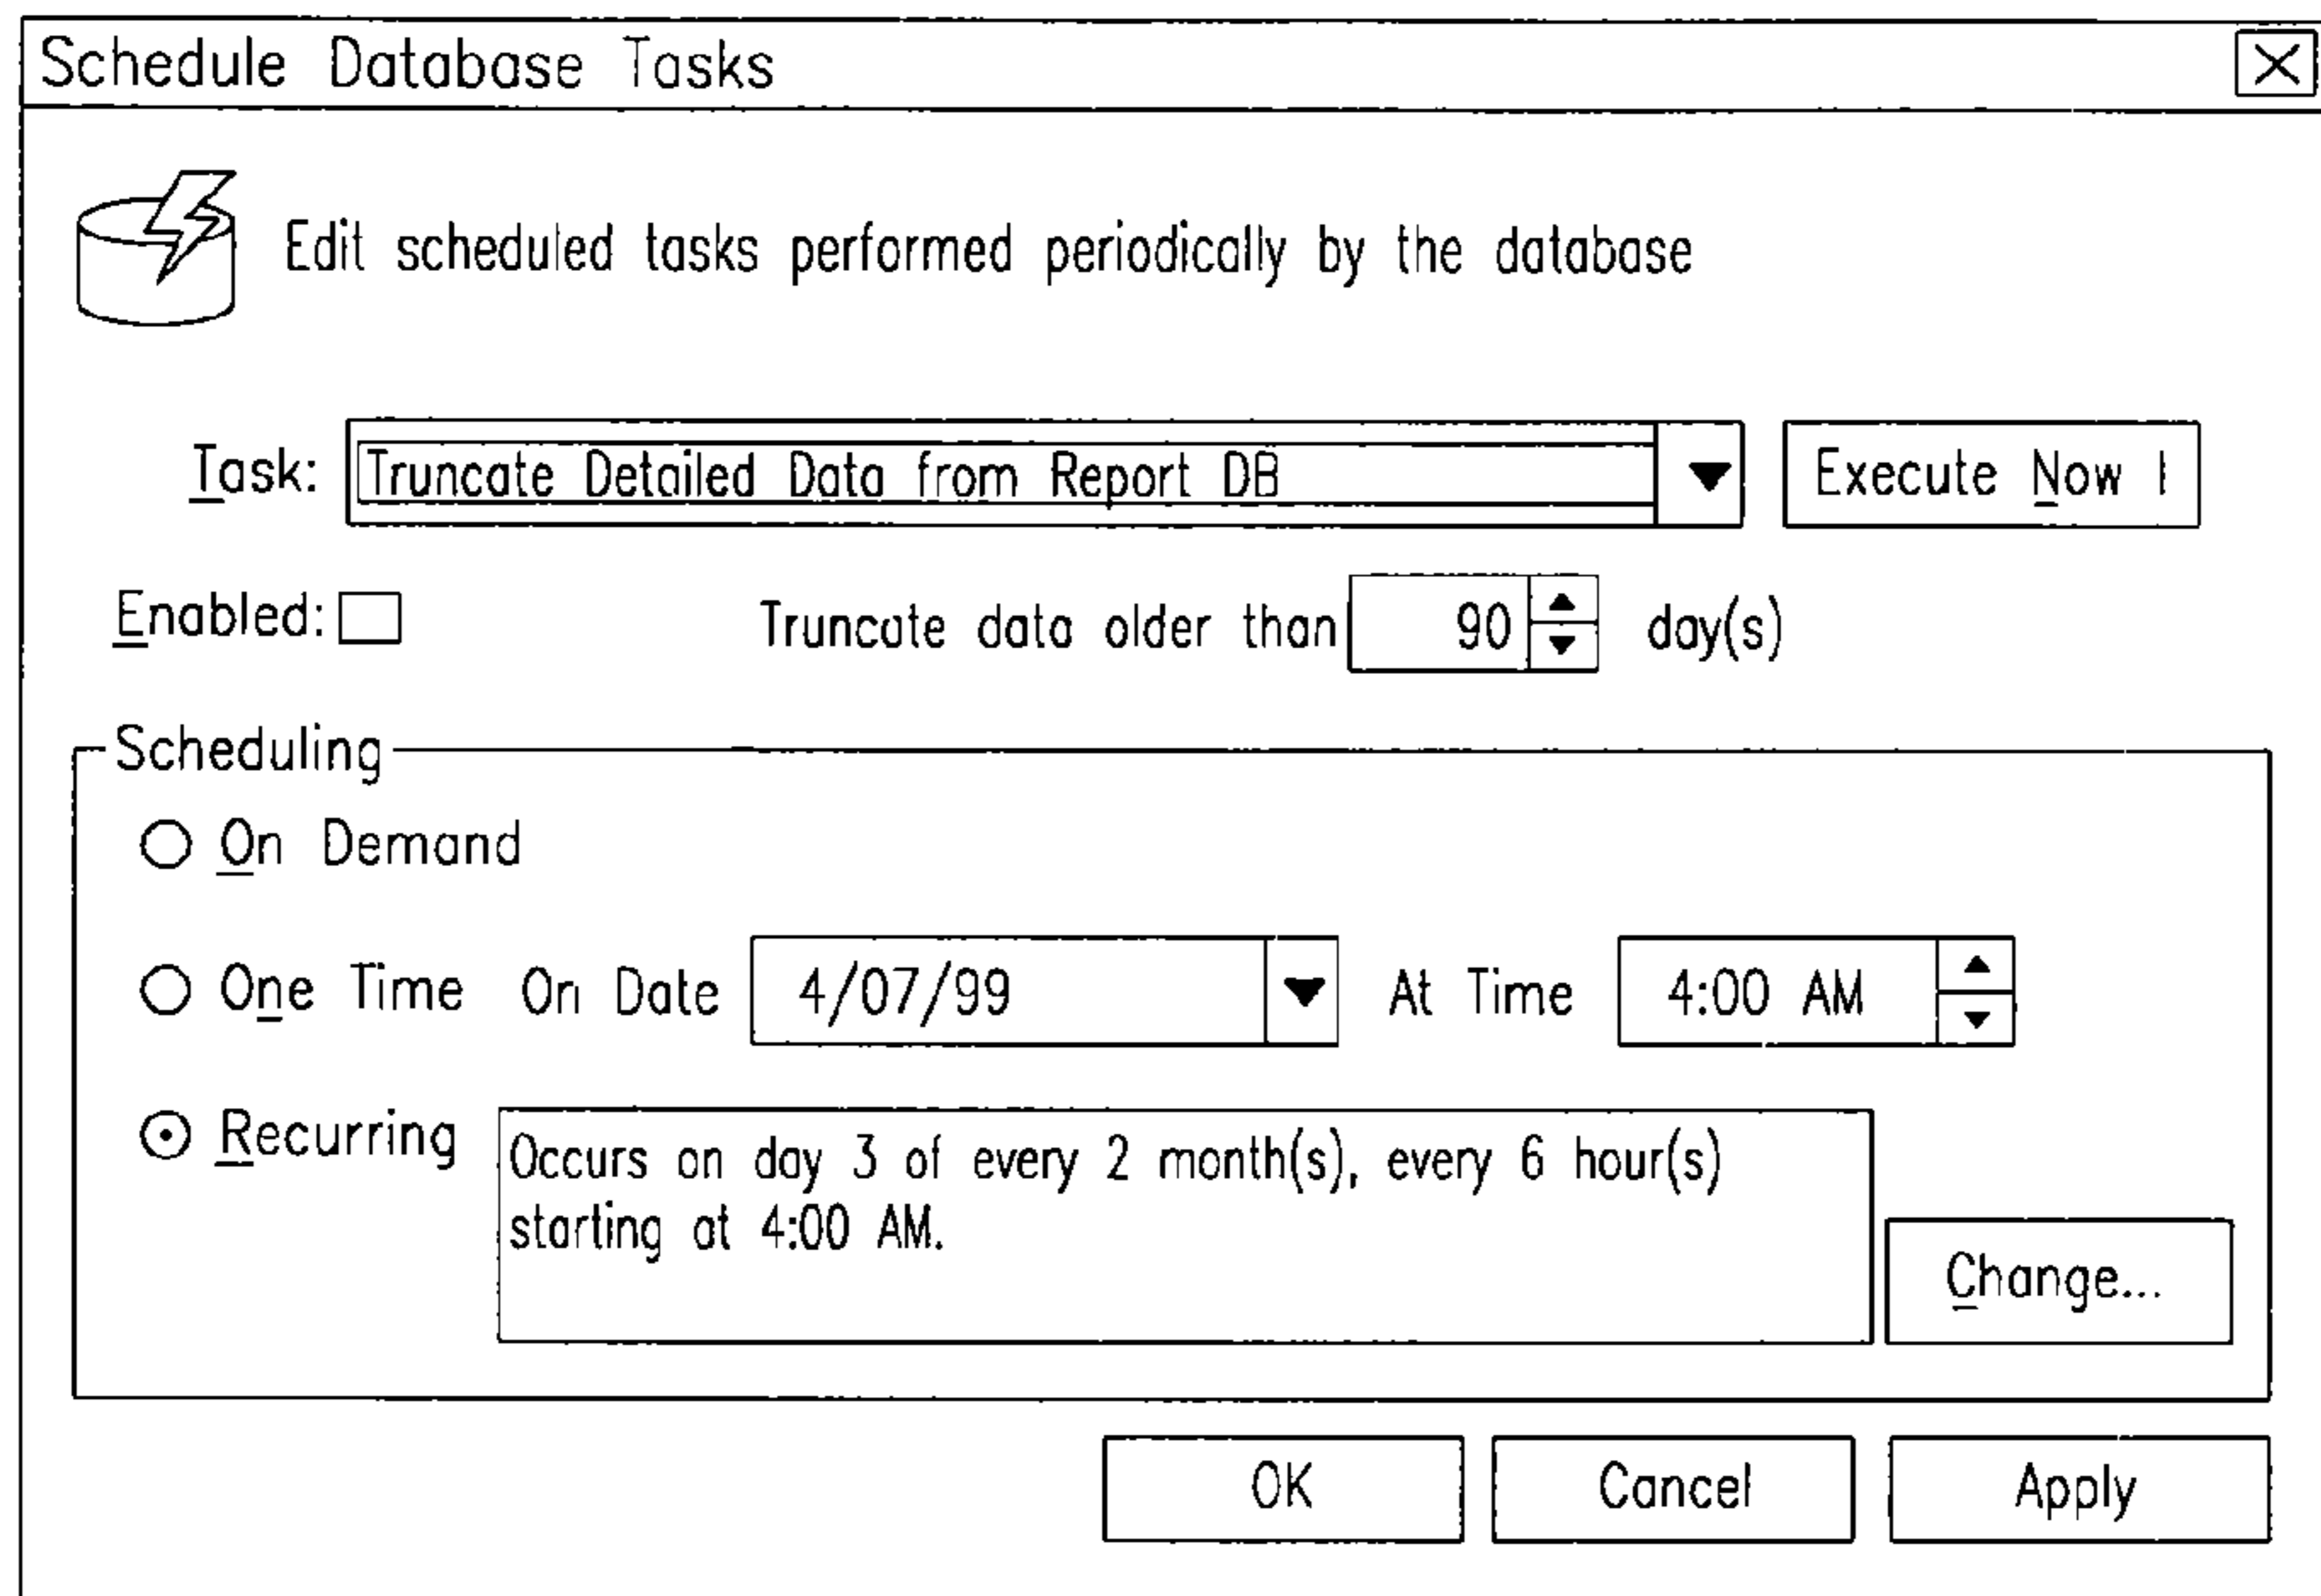 Schedule Database Tasks
Edit scheduled tasks performed periodically by the database
Task: Truncate Detailed Data from Report DB Execute Now !
Enabled: Truncate data older than 90 day(s)
Scheduling
On Demand
One Time On Date 4/07/99 At Time 4:00 AM
Recurring Occurs on day 3 of every 2 month(s), every 6 hour(s)
starting at 4:00 AM.
Change...
OK Cancel Apply